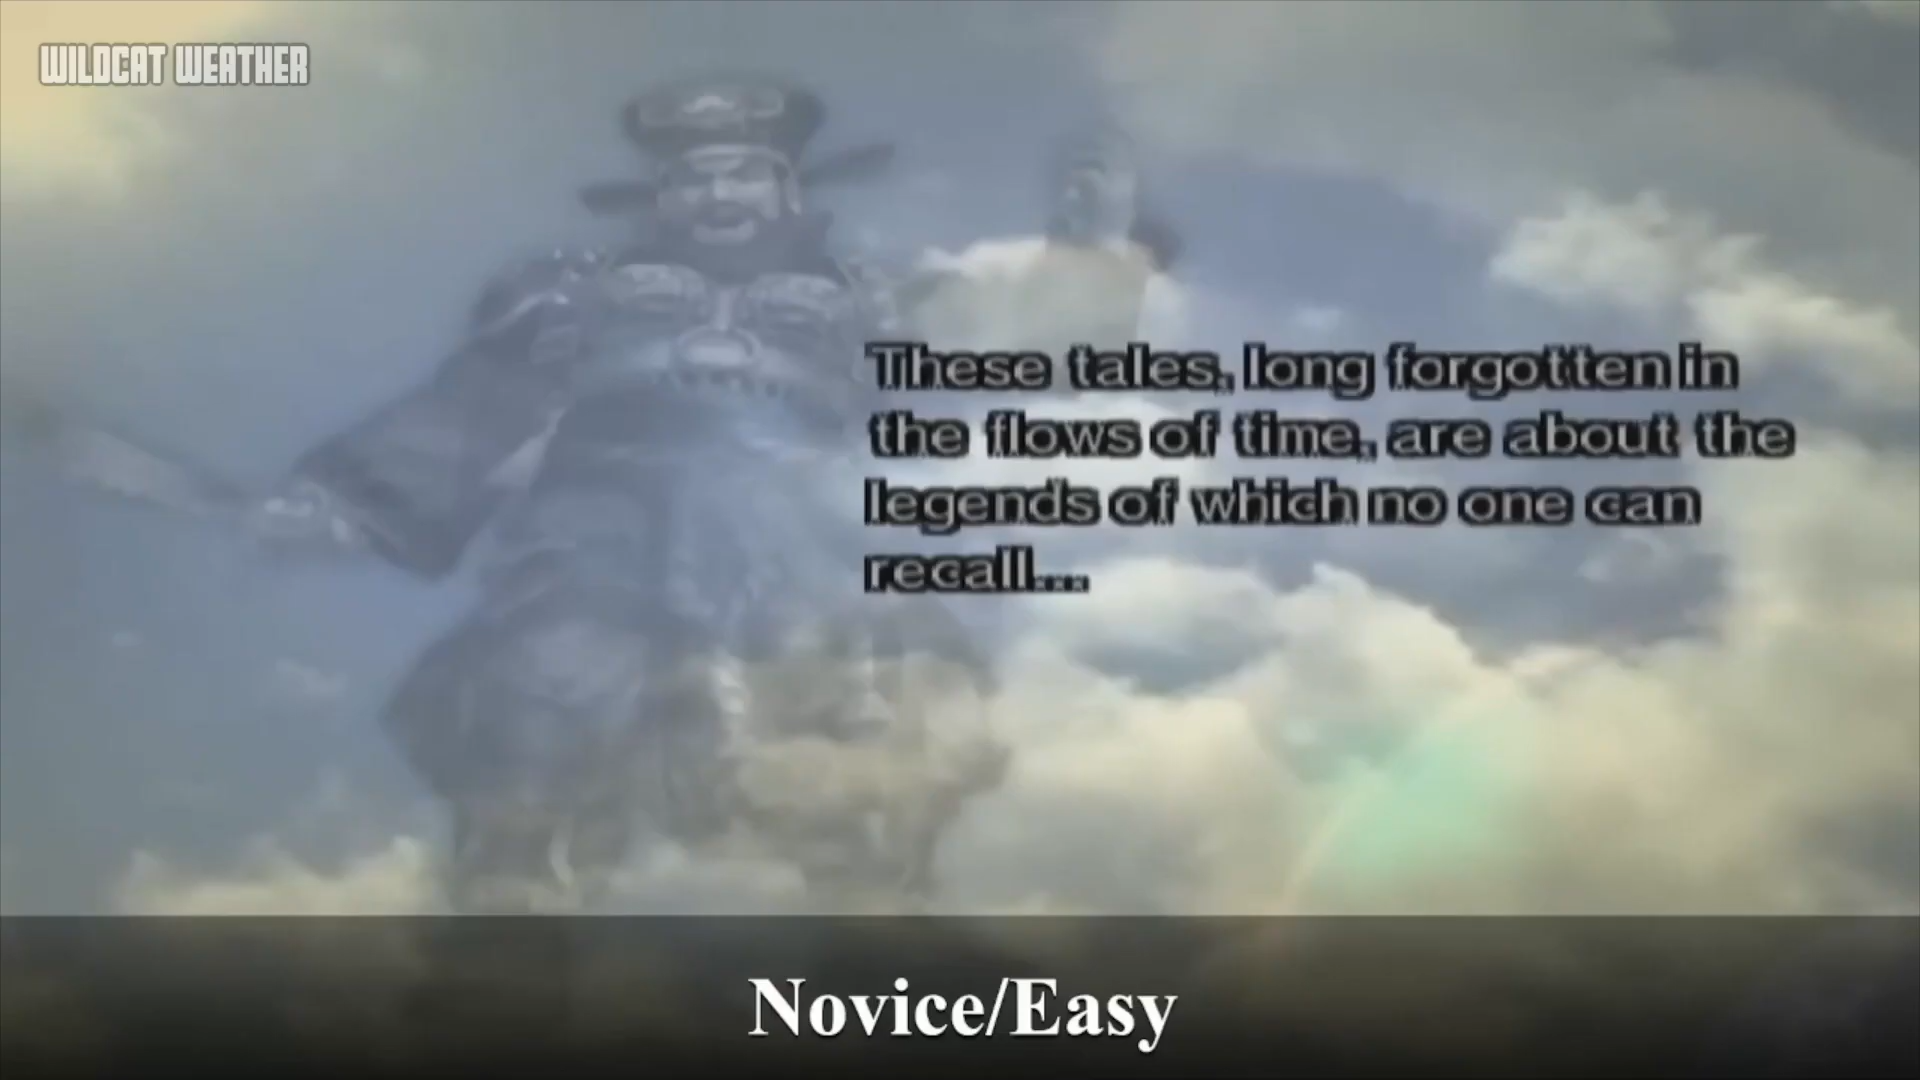 WILDCAT WEATHER
These tales, long forgotten in
the flows of time, are about the
legends of which no one can
recall....
Novice/Easy